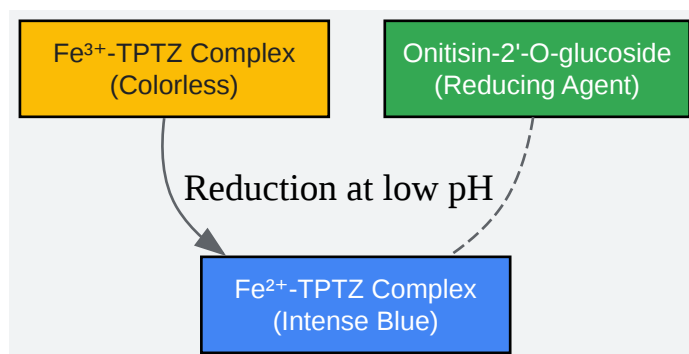 Fe³⁺-TPTZ Complex
(Colorless)
Onitisin-2'-O-glucoside
(Reducing Agent)
Reduction at low pH
Fe²⁺-TPTZ Complex
(Intense Blue)